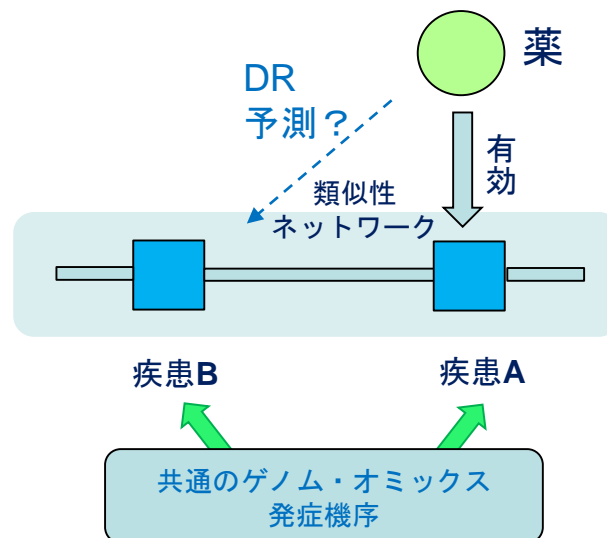 薬
DR
予測？
有効
類似性
ネットワーク
疾患B
疾患A
共通のゲノム・オミックス
発症機序